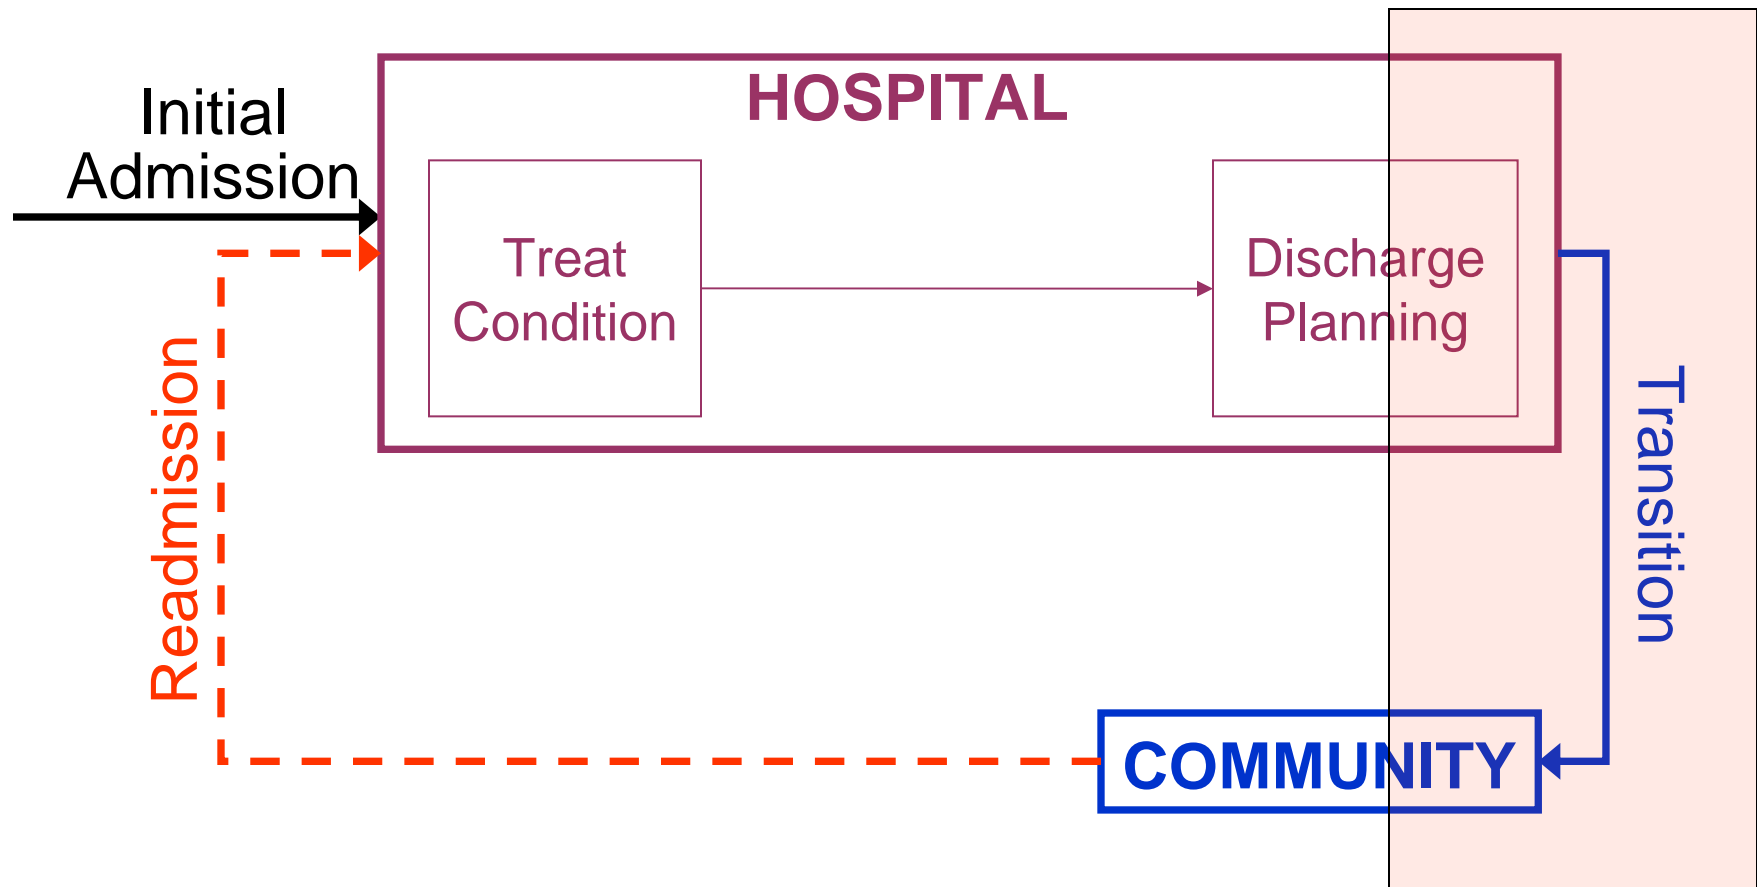 HOSPITAL
Initial
Admission
Treat
Condition
Discharge
Planning
Readmission
Transition
COMMUNITY